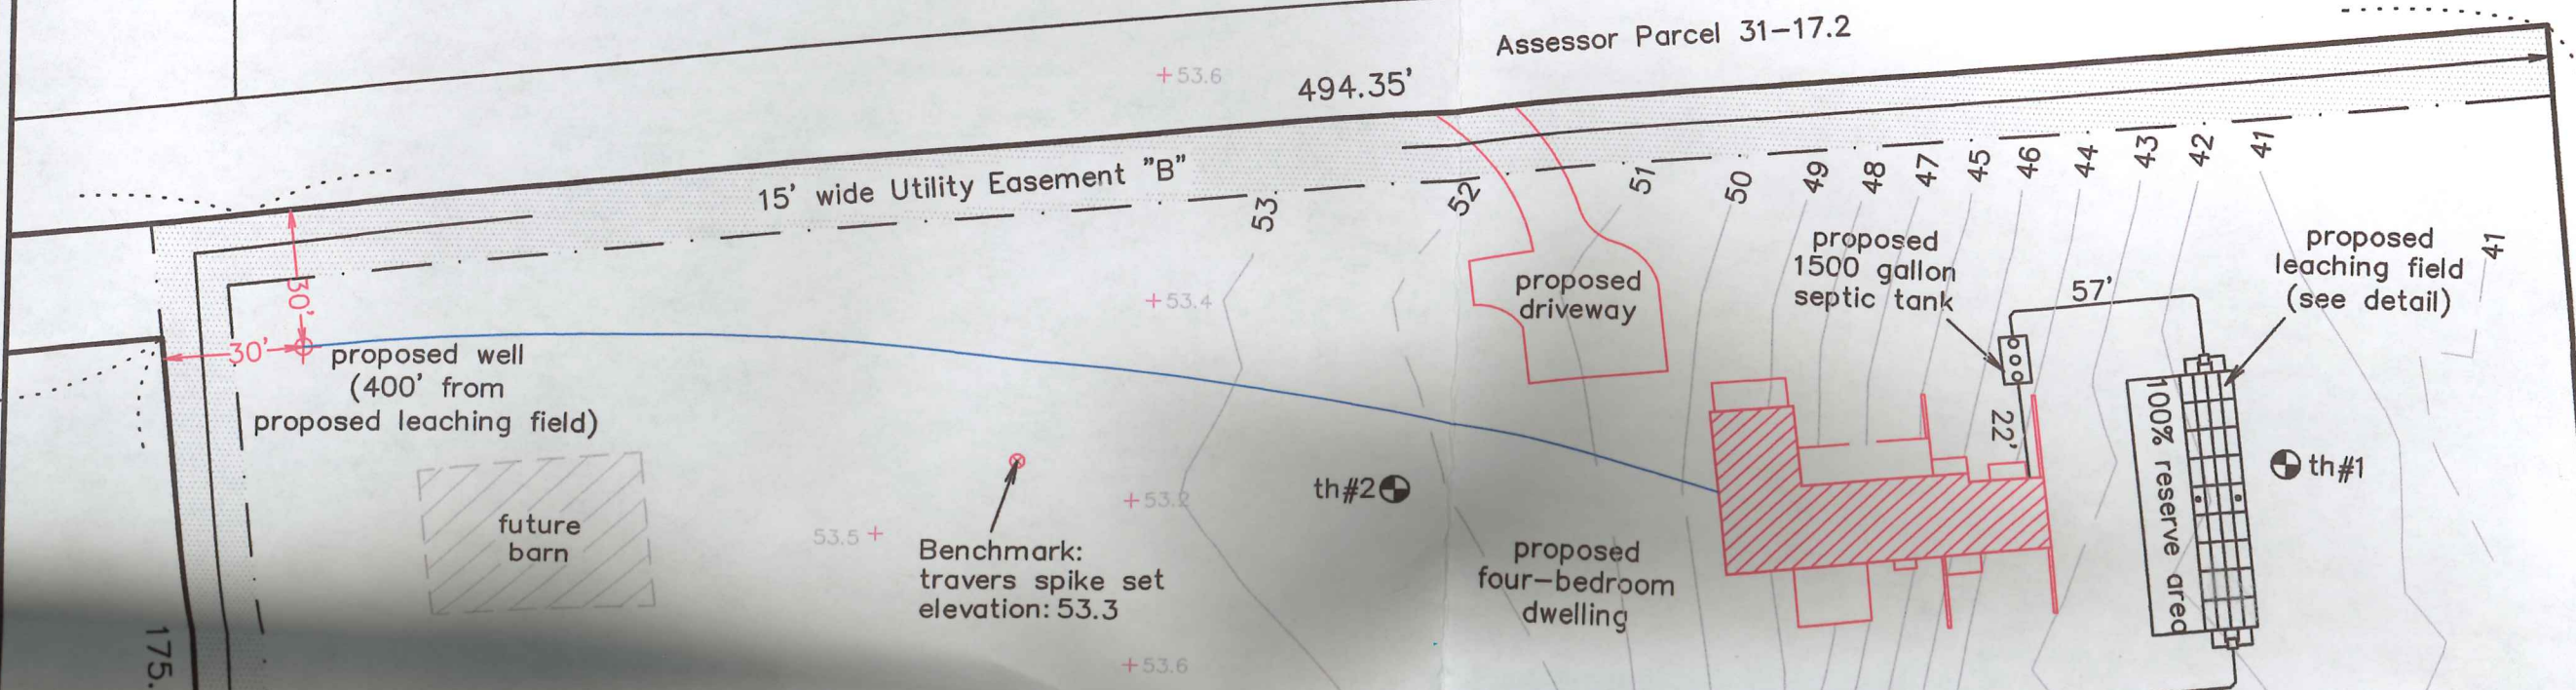 Assessor Parcel 31-17.2
+53.6
494.35'
15' wide Utility Easement "B"
53
52
51
50
49
48
47
45
46
44
43
42
41
41
30'
30'
proposed well
(400' from
proposed leaching field)
+53.4
proposed
driveway
proposed
1500 gallon
septic tank
57'
proposed
leaching field
(see detail)
22'
100% reserve area
th#1
th#2
+53.2
53.5 +
future
barn
Benchmark:
travers spike set
elevation: 53.3
proposed
four-bedroom
dwelling
+53.6
175.